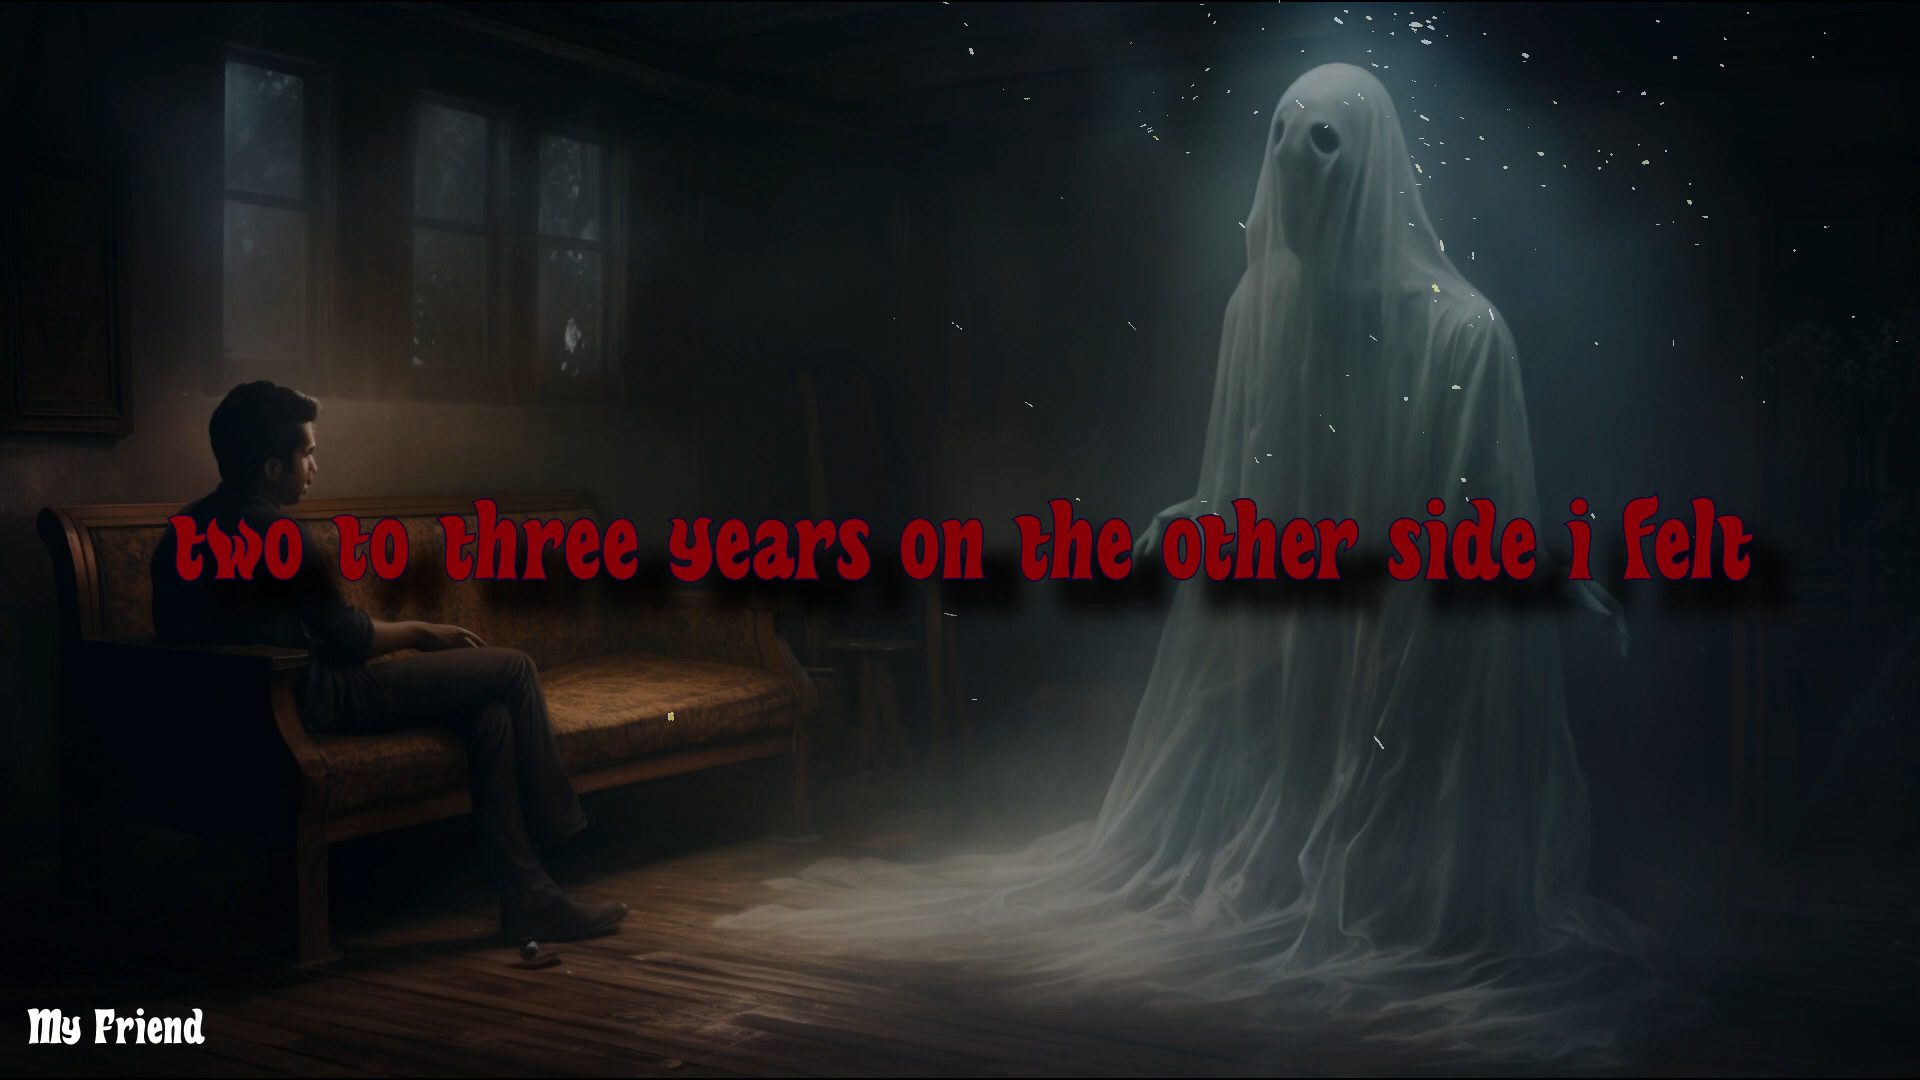 two to three years on the other side i felt
My Friend